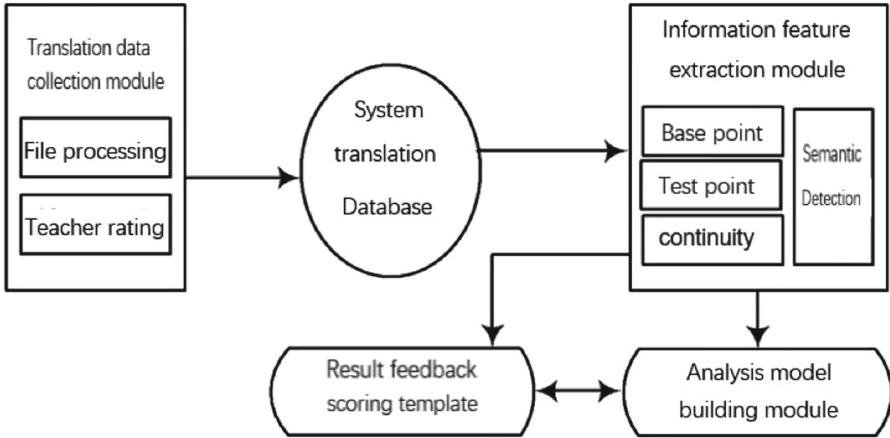 Translation data
collection module
File processing
Teacher rating
System
translation
Database
Information feature
extraction module
Base point
Test point
continuity
Semantic
Detection
Result feedback
scoring template
Analysis model
building module